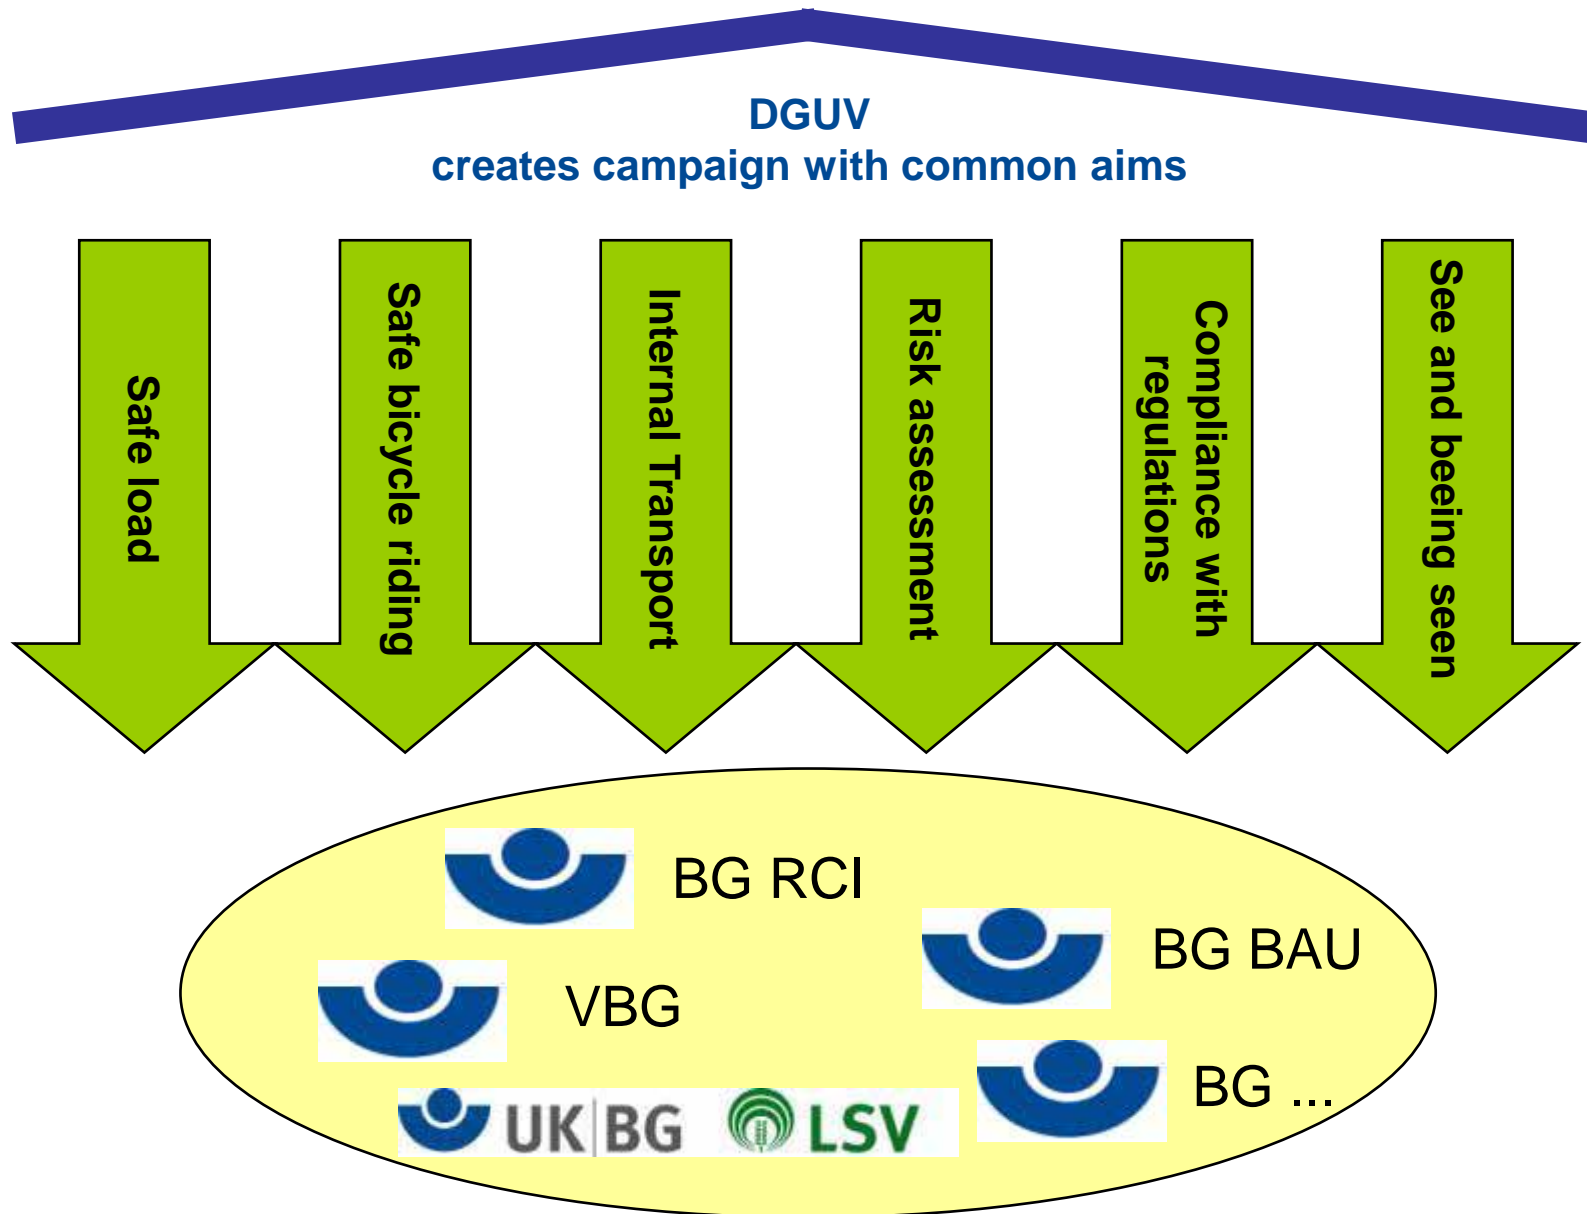 DGUV
creates campaign with common aims
Safe load
Safe bicycle riding
Internal Transport
Risk assessment
Compliance with
regulations
See and beeing seen
BG RCI
BG BAU
VBG
BG ...
UK|BG
LSV